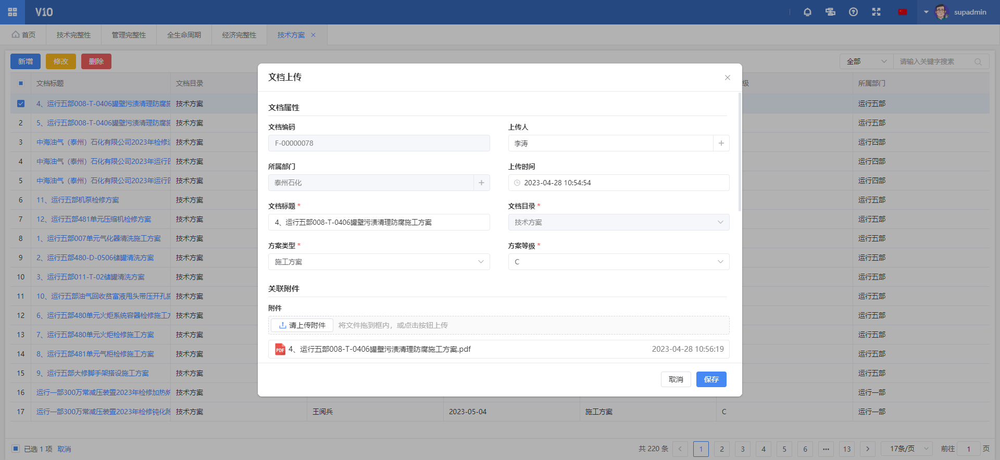 V10
supadmin
首页 技术完整性 管理完整性 全生命周期 经济完整性 技术方案
新增 修改 删除
全部 请输入关键字搜索
文档标题 文档目录 级 所属部门
4、运行五部008-T-0406罐壁污渍清理防腐施 技术方案 运行五部
2 5、运行五部008-T-0406罐壁污渍清理防腐施 技术方案 运行五部
3 中海油气（泰州）石化有限公司2023年检修 技术方案 运行四部
4 中海油气（泰州）石化有限公司2023年运行四 技术方案 运行四部
5 中海油气（泰州）石化有限公司2023年运行四 技术方案 运行四部
6 11、运行五部机泵检修方案 技术方案 运行五部
7 12、运行五部481单元压缩机检修方案 技术方案 运行五部
8 1、运行五部007单元气化器清洗施工方案 技术方案 运行五部
9 2、运行五部480-D-0506储罐清洗方案 技术方案 运行五部
10 3、运行五部011-T-02储罐清洗方案 技术方案 运行五部
11 10、运行五部油气回收贫富液甩头带压开孔施 技术方案 运行五部
12 6、运行五部480单元火炬系统容器检修施工方 技术方案 运行五部
13 7、运行五部480单元火炬检修施工方案 技术方案 运行五部
14 8、运行五部481单元气柜检修施工方案 技术方案 运行五部
15 9、运行五部大修脚手架搭设施工方案 技术方案 运行五部
16 运行一部300万常减压装置2023年检修加热炉 技术方案 运行一部
17 运行一部300万常减压装置2023年检修钝化除 技术方案 王阅兵 2023-05-04 施工方案 C 运行一部
已选 1 项 取消
共 220 条 1 2 3 4 5 6 ••• 13 17条/页 前往 1 页
文档上传
文档属性
文档编码 上传人
F-00000078 李涛
所属部门 上传时间
泰州石化 2023-04-28 10:54:54
文档标题 * 文档目录 *
4、运行五部008-T-0406罐壁污渍清理防腐施工方案 技术方案
方案类型 * 方案等级 *
施工方案 C
关联附件
附件
请上传附件 将文件拖到框内，或点击按钮上传
PDF 4、运行五部008-T-0406罐壁污渍清理防腐施工方案.pdf 2023-04-28 10:56:19
取消 保存